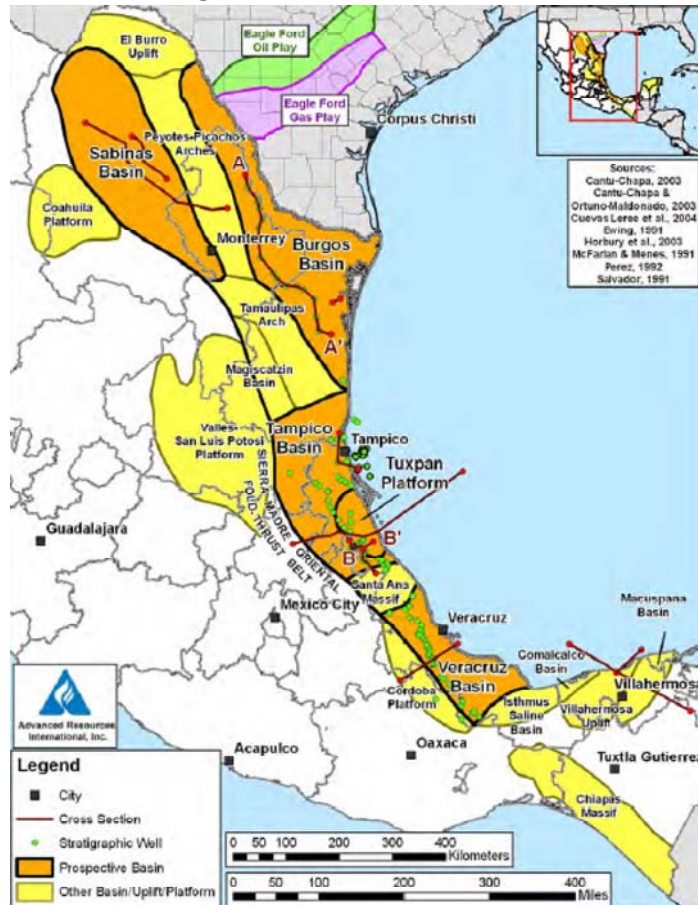 El Burro
Uplift
Eagle Ford
Oil Play
Eagle Ford
Gas Play
Corpus Christi
Peyotes-Picachos
Arches
Sabinas
Basin
A
Coahuila
Platform
Monterrey
Burgos
Basin
Sources:
Cantu-Chapa, 2003
Cantu-Chapa &
Ortuno-Maldonado, 2003
Cuevas Leree et al., 2004
Ewing, 1991
Horbury et al., 2003
McFarlan & Menes, 1991
Perez, 1992
Salvador, 1991
Tamaulipas
Arch
A'
Magiscatzin
Basin
Valles-
San Luis Potosi
Platform
Tampico
Basin
Tampico
Tuxpan
Platform
SIERRA MADRE ORIENTAL
FOLD-THRUST BELT
Guadalajara
B
B'
Santa Ana
Massif
Mexico City
Veracruz
Veracruz
Basin
Cordoba
Platform
Macuspana
Basin
Comalcalco
Basin
Villahermosa
Isthmus
Saline
Basin
Villahermosa
Uplift
Advanced Resources
International, Inc.
Acapulco
Oaxaca
Tuxtla Gutierrez
Chiapas
Massif
Legend
City
Cross Section
Stratigraphic Well
Prospective Basin
Other Basin/Uplift/Platform
0 50 100 200 300 400
Kilometers
0 50 100 200 300 400
Miles